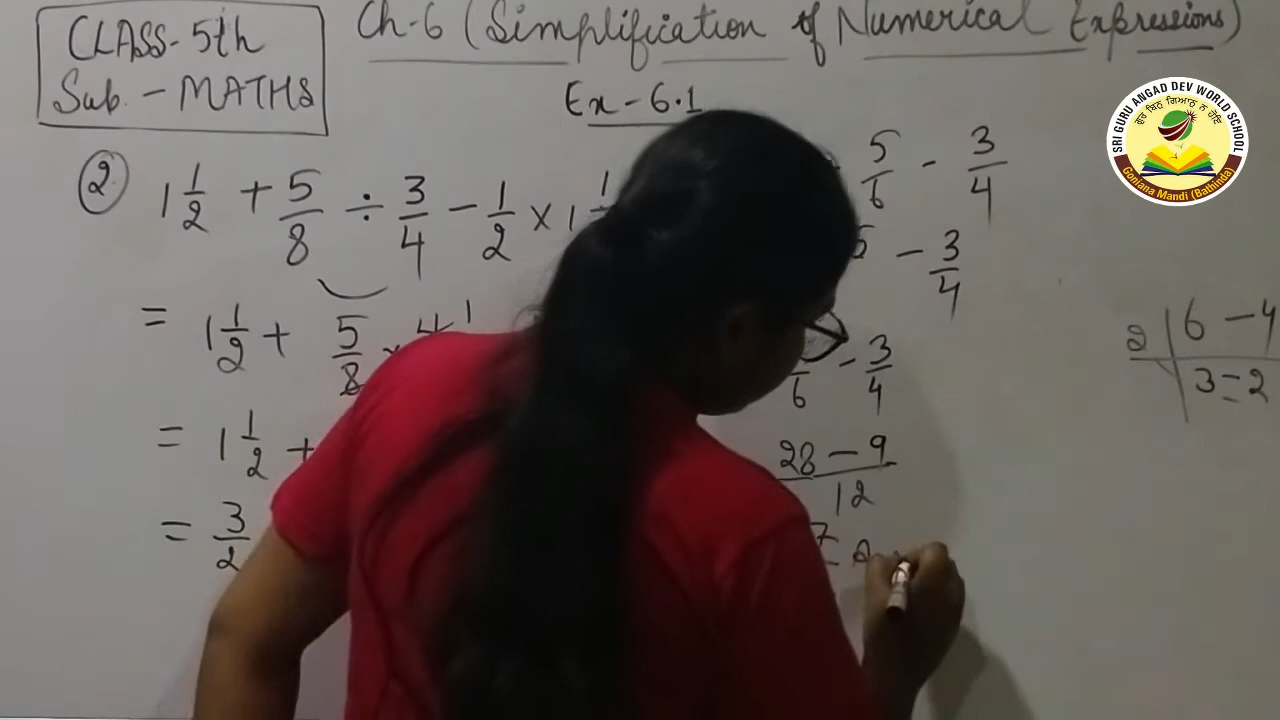 CLASS-5th
Sub. - MATHS
Ch-6 (Simplification of Numerical Expressions)
Ex - 6.1
2. 1 1/2 + 5/8 ÷ 3/4 - 1/2 × 1 1
= 1 1/2 + 5/8 × 4 1
= 1 1/2 +
= 3/2
5/6 - 3/4
5 - 3/4
6 - 3/4
28 - 9
12
7
2 | 6 - 4
3 - 2
SRI GURU ANGAD DEV WORLD SCHOOL
ਗੁਰ ਬਿਨੁ ਗਿਆਨੁ ਨ ਹੋਇ
Goniana Mandi (Bathinda)